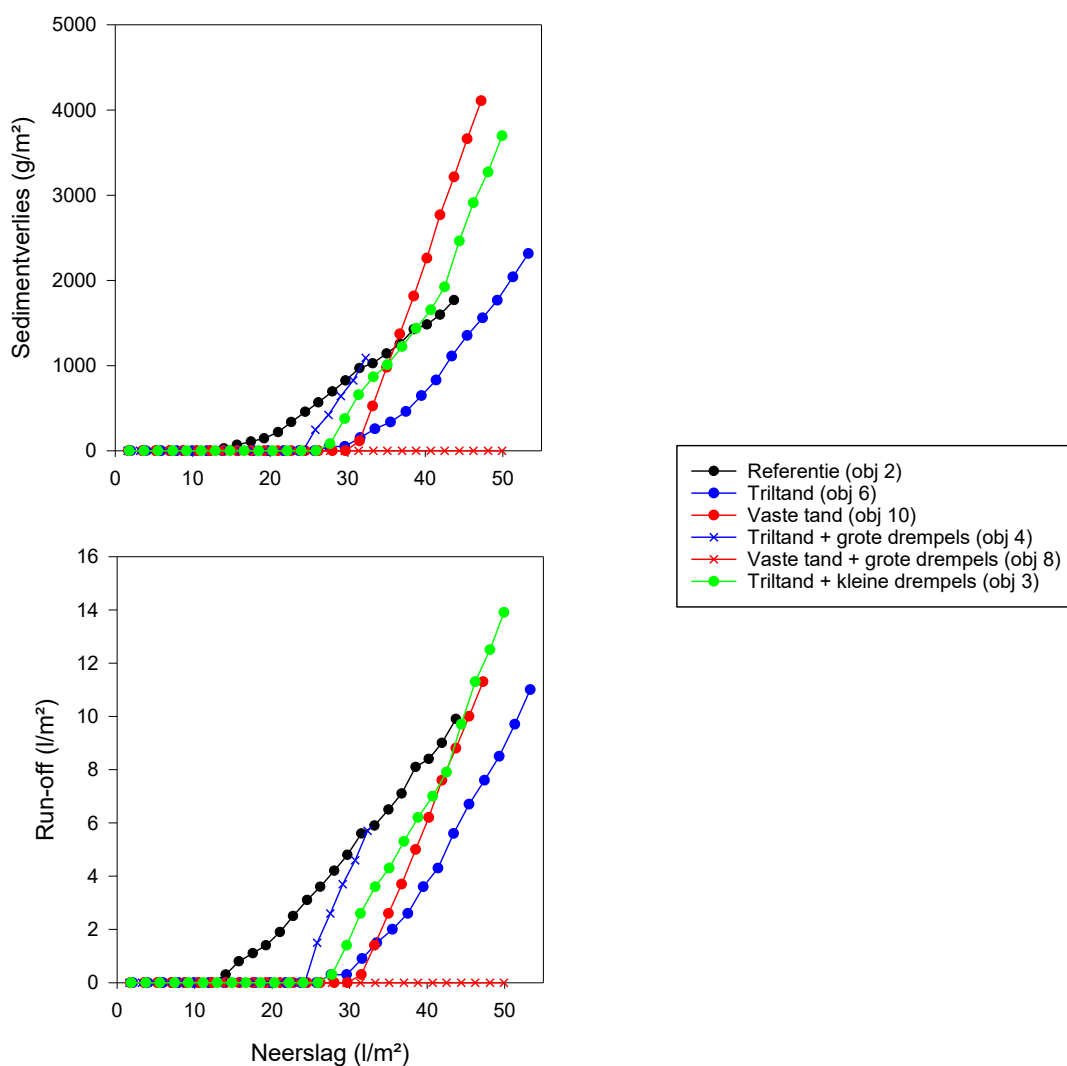 5000
4000
3000
2000
1000
0
Sedimentverlies (g/m²)
0 10 20 30 40 50
Referentie (obj 2)
Triltand (obj 6)
Vaste tand (obj 10)
Triltand + grote drempels (obj 4)
Vaste tand + grote drempels (obj 8)
Triltand + kleine drempels (obj 3)
16
14
12
10
8
6
4
2
0
Run-off (l/m²)
0 10 20 30 40 50
Neerslag (l/m²)